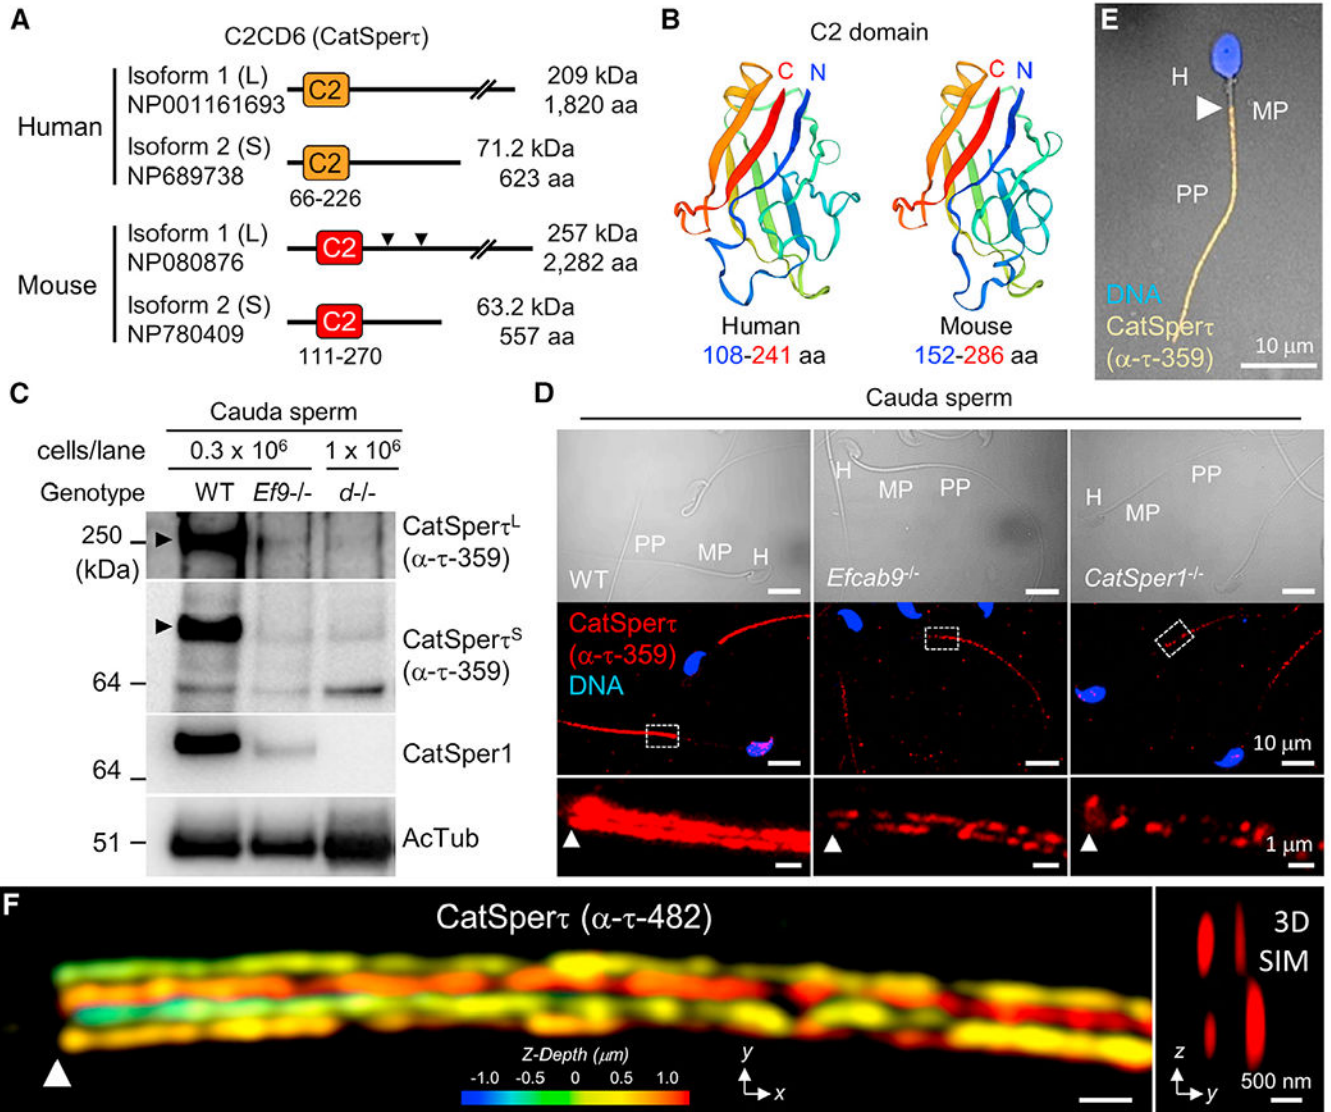 A
C2CD6 (CatSperτ)
Human
Isoform 1 (L)
NP001161693
C2
209 kDa
1,820 aa
Isoform 2 (S)
NP689738
C2
71.2 kDa
623 aa
66-226
Mouse
Isoform 1 (L)
NP080876
C2
257 kDa
2,282 aa
Isoform 2 (S)
NP780409
C2
63.2 kDa
557 aa
111-270
B
C2 domain
C N
C N
Human
108-241 aa
Mouse
152-286 aa
E
H
MP
PP
DNA
CatSperτ
(α-τ-359)
10 μm
C
Cauda sperm
cells/lane 0.3 x 10⁶ 1 x 10⁶
Genotype WT Ef9-/- d-/-
250
(kDa)
CatSperτᴸ
(α-τ-359)
64
CatSperτˢ
(α-τ-359)
64
CatSper1
51
AcTub
D
Cauda sperm
PP MP H
WT
H MP PP
Efcab9⁻/⁻
H MP PP
CatSper1⁻/⁻
CatSperτ
(α-τ-359)
DNA
10 μm
1 μm
F
CatSperτ (α-τ-482)
Z-Depth (μm)
-1.0 -0.5 0 0.5 1.0
y
x
3D
SIM
z
y
500 nm